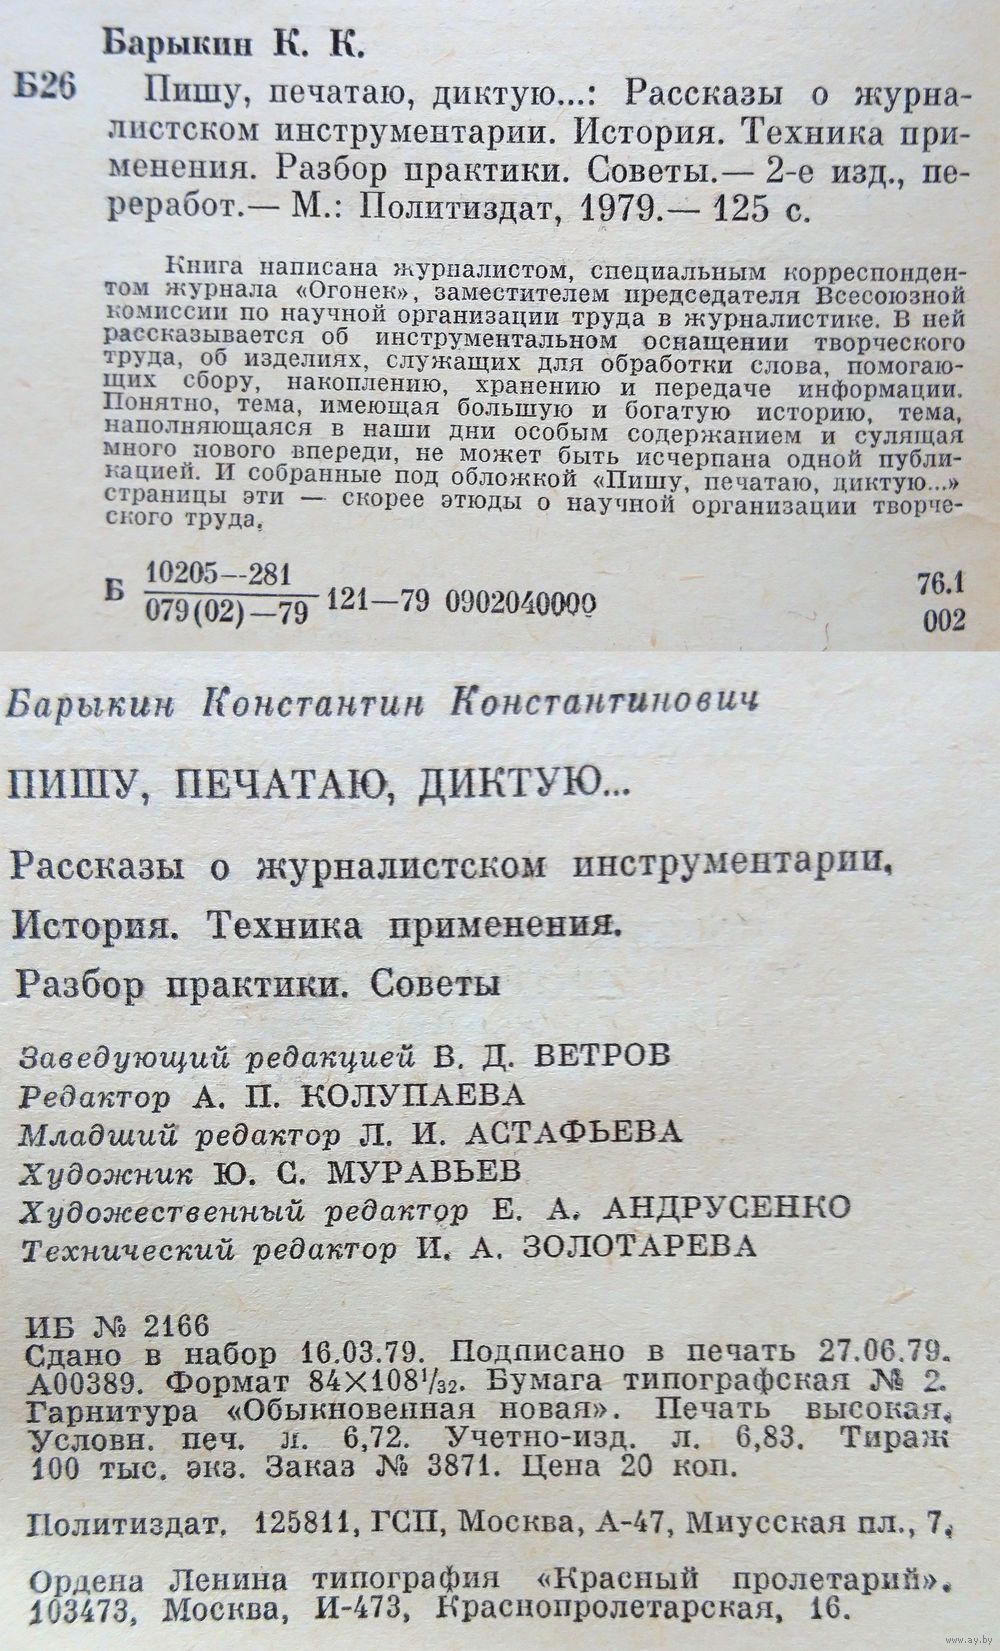 Барыкин К. К.
Б26
Пишу, печатаю, диктую...: Рассказы о журна-
листском инструментарии. История. Техника при-
менения. Разбор практики. Советы.— 2-е изд., пе-
реработ.— М.: Политиздат, 1979.— 125 с.
Книга написана журналистом, специальным корреспонден-
том журнала «Огонек», заместителем председателя Всесоюзной
комиссии по научной организации труда в журналистике. В ней
рассказывается об инструментальном оснащении творческого
труда, об изделиях, служащих для обработки слова, помогаю-
щих сбору, накоплению, хранению и передаче информации.
Понятно, тема, имеющая большую и богатую историю, тема,
наполняющаяся в наши дни особым содержанием и сулящая
много нового впереди, не может быть исчерпана одной публи-
кацией. И собранные под обложкой «Пишу, печатаю, диктую...»
страницы эти — скорее этюды о научной организации творче-
ского труда.
Б 10205—281
079(02)—79 121—79 0902040000
76.1
002
Барыкин Константин Константинович
ПИШУ, ПЕЧАТАЮ, ДИКТУЮ...
Рассказы о журналистском инструментарии.
История. Техника применения.
Разбор практики. Советы
Заведующий редакцией В. Д. ВЕТРОВ
Редактор А. П. КОЛУПАЕВА
Младший редактор Л. И. АСТАФЬЕВА
Художник Ю. С. МУРАВЬЕВ
Художественный редактор Е. А. АНДРУСЕНКО
Технический редактор И. А. ЗОЛОТАРЕВА
ИБ № 2166
Сдано в набор 16.03.79. Подписано в печать 27.06.79.
А00389. Формат 84×108¹/₃₂. Бумага типографская № 2.
Гарнитура «Обыкновенная новая». Печать высокая.
Условн. печ. л. 6,72. Учетно-изд. л. 6,83. Тираж
100 тыс. экз. Заказ № 3871. Цена 20 коп.
Политиздат. 125811, ГСП, Москва, А-47, Миусская пл., 7.
Ордена Ленина типография «Красный пролетарий».
103473, Москва, И-473, Краснопролетарская, 16.
www.ay.by